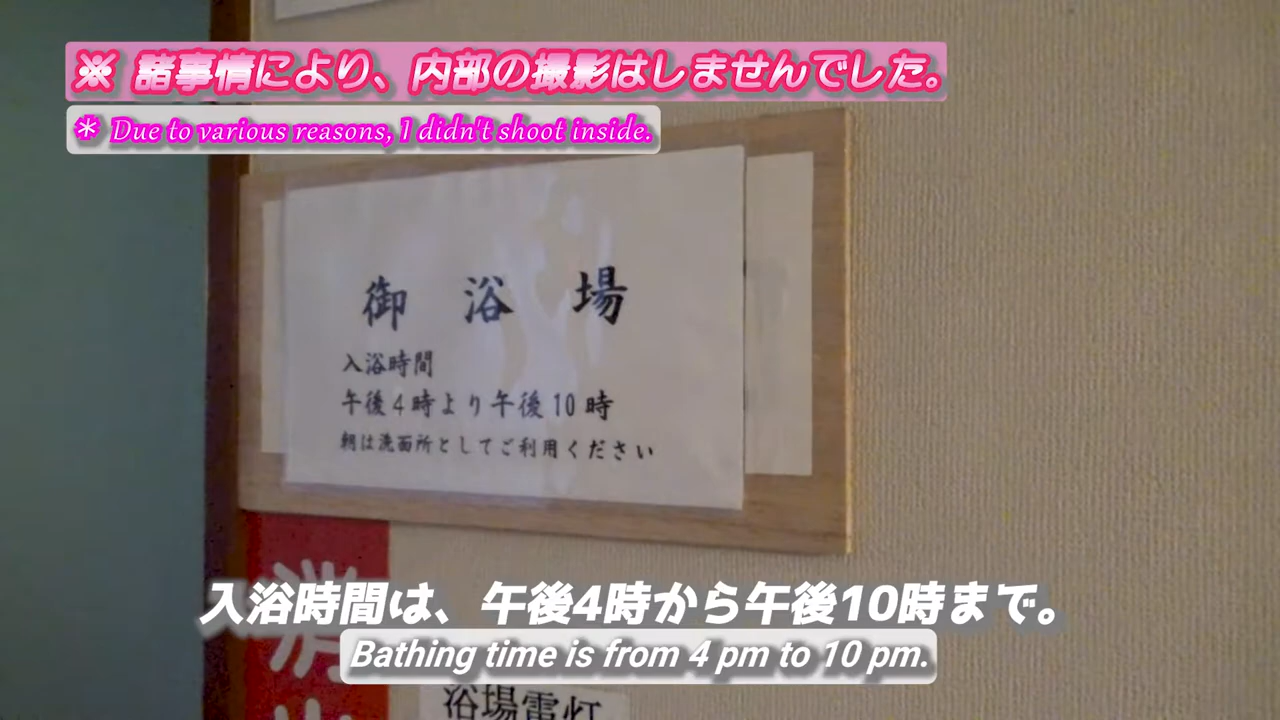 ※ 諸事情により、内部の撮影はしませんでした。
* Due to various reasons, I didn't shoot inside.
御浴場
入浴時間
午後4時より午後10時
朝は洗面所としてご利用ください
入浴時間は、午後4時から午後10時まで。
Bathing time is from 4 pm to 10 pm.
消
浴場電灯